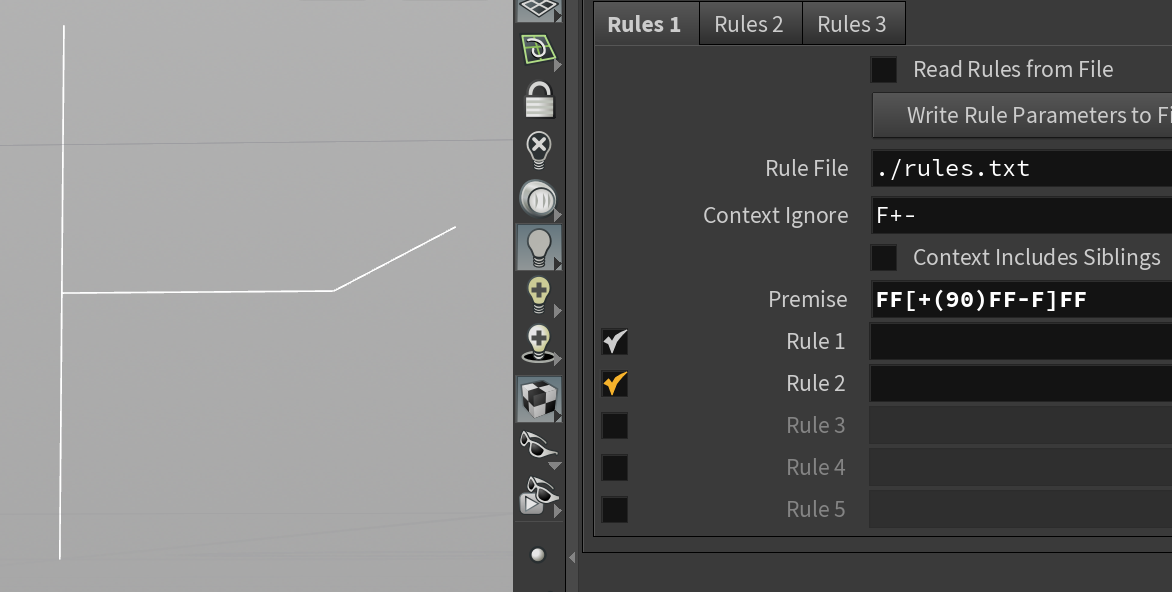 Rules 1 Rules 2 Rules 3
Read Rules from File
Write Rule Parameters to Fi
Rule File ./rules.txt
Context Ignore F+-
Context Includes Siblings
Premise FF[+(90)FF-F]FF
Rule 1
Rule 2
Rule 3
Rule 4
Rule 5